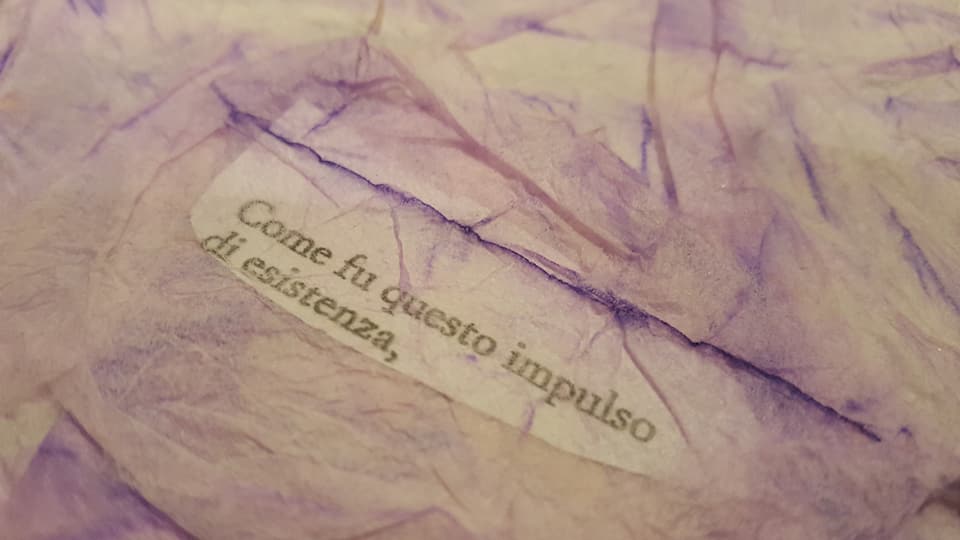 Come fu questo impulso
di esistenza,